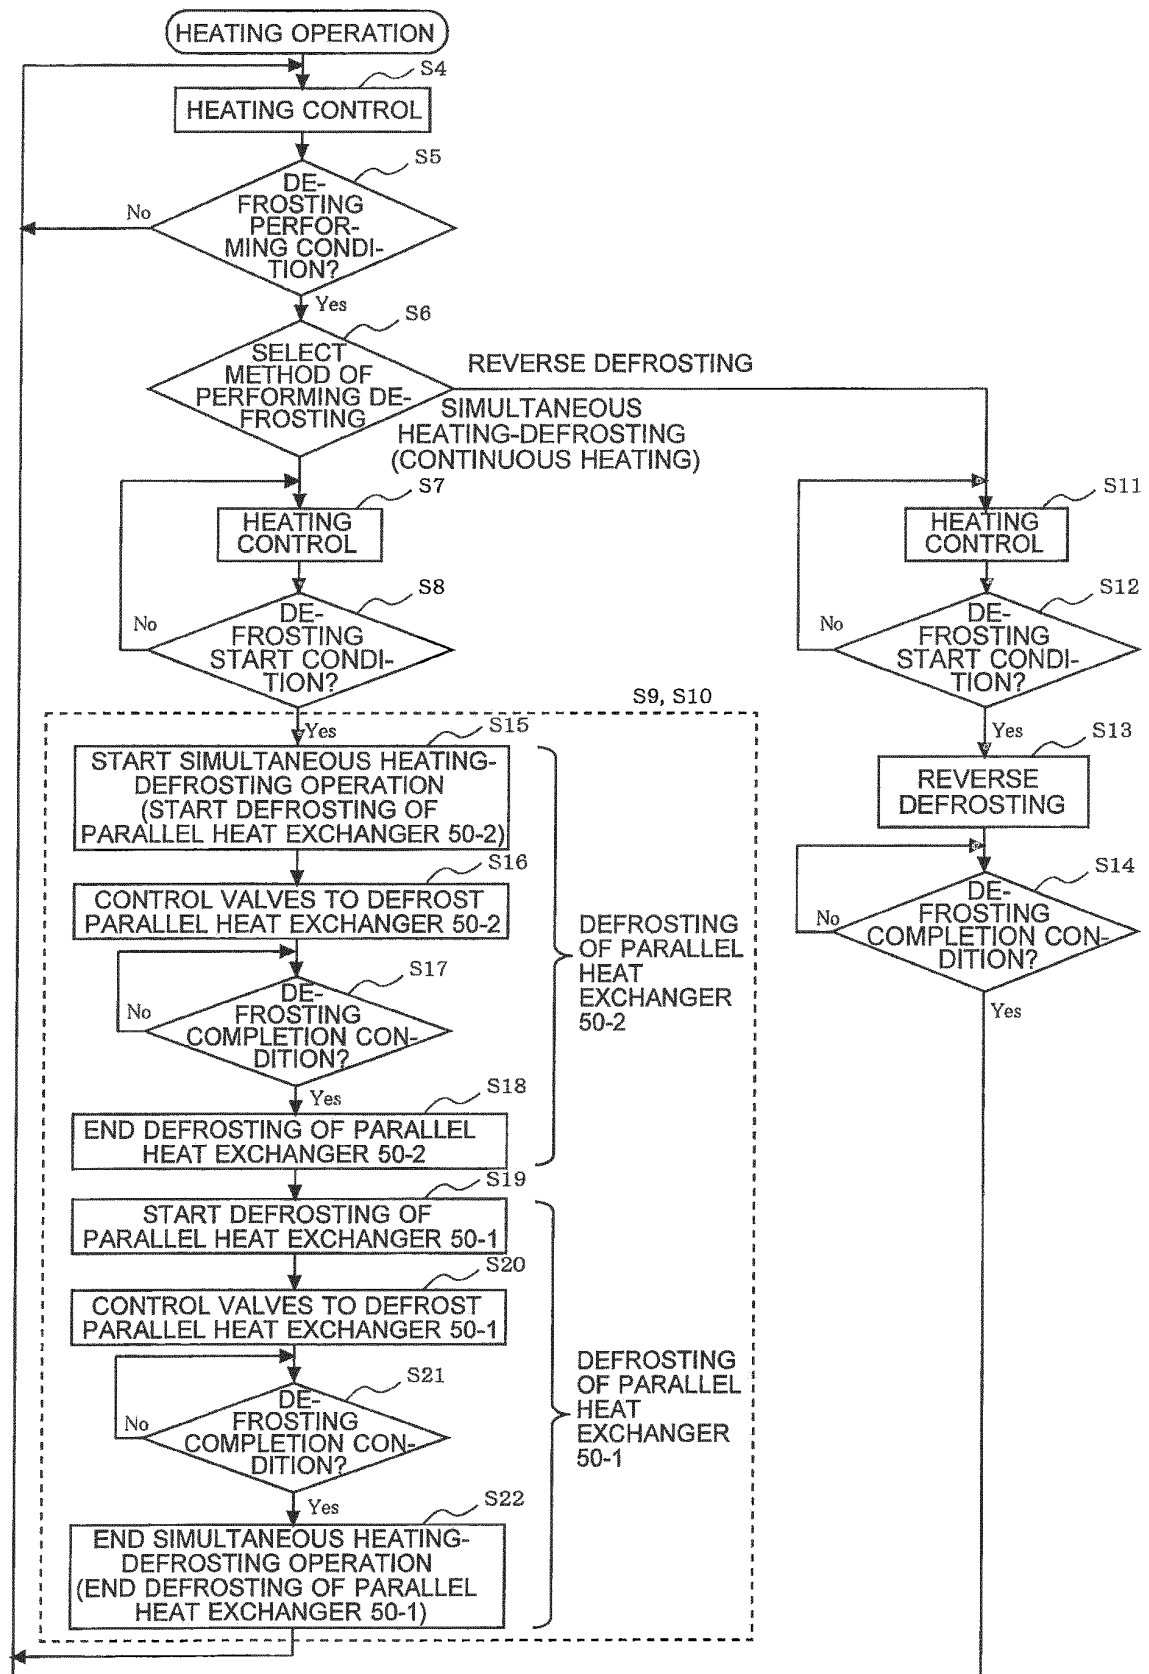 HEATING OPERATION
S4
HEATING CONTROL
S5
DE-
FROSTING
PERFOR-
MING CONDI-
TION?
No
Yes
S6
SELECT
METHOD OF
PERFORMING DE-
FROSTING
REVERSE DEFROSTING
SIMULTANEOUS
HEATING-DEFROSTING
(CONTINUOUS HEATING)
S7
HEATING
CONTROL
S8
DE-
FROSTING
START CONDI-
TION?
No
Yes
S11
HEATING
CONTROL
S12
DE-
FROSTING
START CONDI-
TION?
No
Yes
S13
REVERSE
DEFROSTING
S14
DE-
FROSTING
COMPLETION CON-
DITION?
No
Yes
S9, S10
S15
START SIMULTANEOUS HEATING-
DEFROSTING OPERATION
(START DEFROSTING OF
PARALLEL HEAT EXCHANGER 50-2)
S16
CONTROL VALVES TO DEFROST
PARALLEL HEAT EXCHANGER 50-2
S17
DE-
FROSTING
COMPLETION CON-
DITION?
No
Yes
S18
END DEFROSTING OF PARALLEL
HEAT EXCHANGER 50-2
DEFROSTING
OF PARALLEL
HEAT
EXCHANGER
50-2
S19
START DEFROSTING OF
PARALLEL HEAT EXCHANGER 50-1
S20
CONTROL VALVES TO DEFROST
PARALLEL HEAT EXCHANGER 50-1
S21
DE-
FROSTING
COMPLETION CON-
DITION?
No
Yes
S22
END SIMULTANEOUS HEATING-
DEFROSTING OPERATION
(END DEFROSTING OF PARALLEL
HEAT EXCHANGER 50-1)
DEFROSTING
OF PARALLEL
HEAT
EXCHANGER
50-1